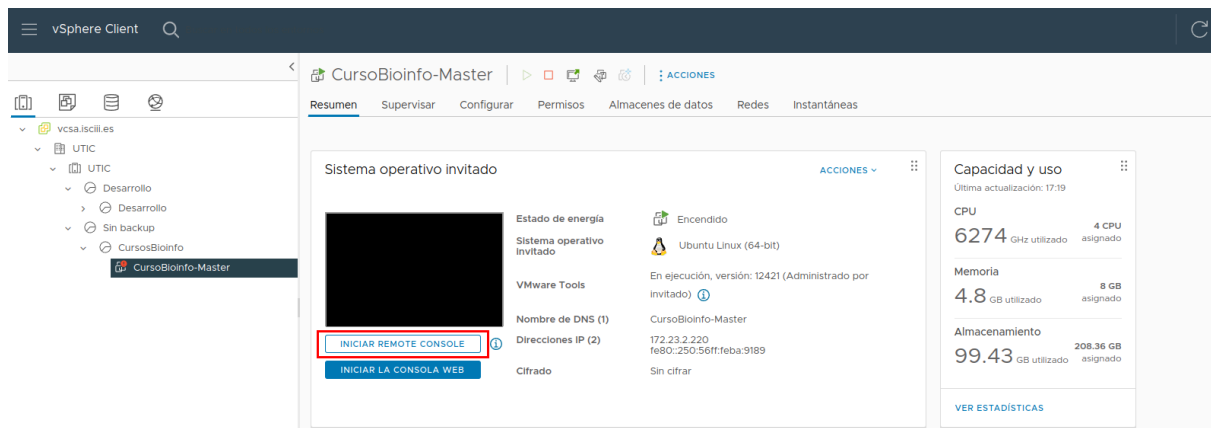 vSphere Client
CursoBioinfo-Master
ACCIONES
Resumen Supervisar Configurar Permisos Almacenes de datos Redes Instantáneas
vcsa.isciii.es
UTIC
UTIC
Desarrollo
Desarrollo
Sin backup
CursosBioinfo
CursoBioinfo-Master
Sistema operativo invitado
ACCIONES
INICIAR REMOTE CONSOLE
INICIAR LA CONSOLA WEB
Estado de energía Encendido
Sistema operativo
invitado
Ubuntu Linux (64-bit)
VMware Tools
En ejecución, versión: 12421 (Administrado por
invitado)
Nombre de DNS (1) CursoBioinfo-Master
Direcciones IP (2) 172.23.2.220
fe80::250:56ff:feba:9189
Cifrado Sin cifrar
Capacidad y uso
Última actualización: 17:19
CPU
6274 GHz utilizado
4 CPU
asignado
Memoria
4.8 GB utilizado
8 GB
asignado
Almacenamiento
99.43 GB utilizado
208.36 GB
asignado
VER ESTADÍSTICAS